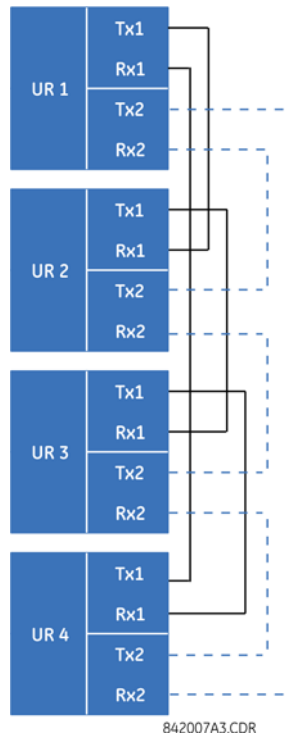 UR 1
Tx1
Rx1
Tx2
Rx2
UR 2
Tx1
Rx1
Tx2
Rx2
UR 3
Tx1
Rx1
Tx2
Rx2
UR 4
Tx1
Rx1
Tx2
Rx2
842007A3.CDR